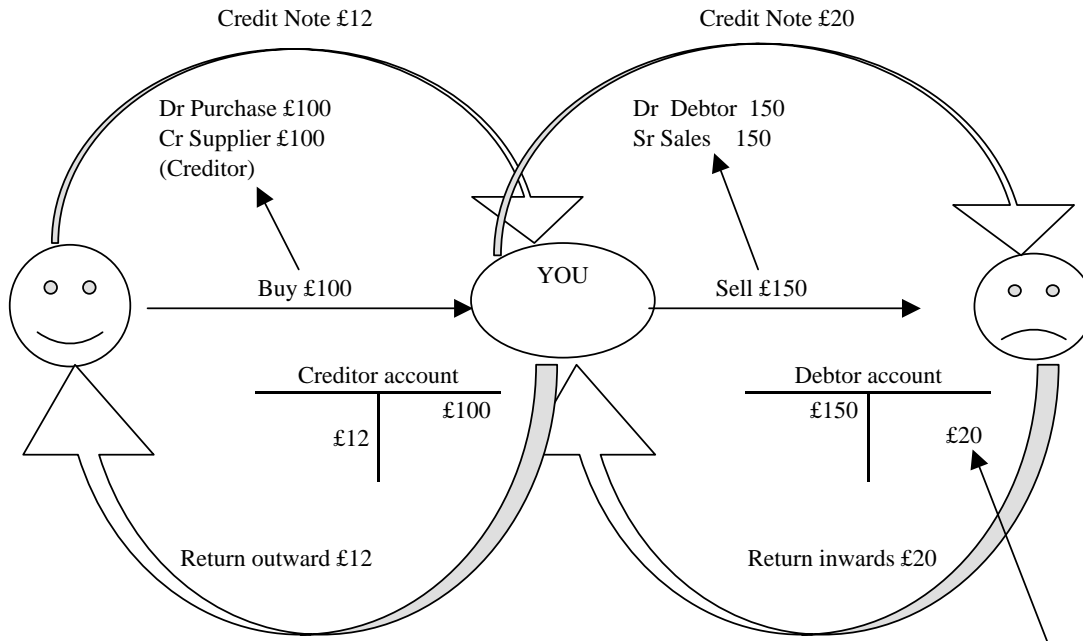 Credit Note £12
Credit Note £20
Dr Purchase £100
Cr Supplier £100
(Creditor)
Dr Debtor 150
Sr Sales 150
YOU
Buy £100
Sell £150
Creditor account
£100
£12
Debtor account
£150
£20
Return outward £12
Return inwards £20